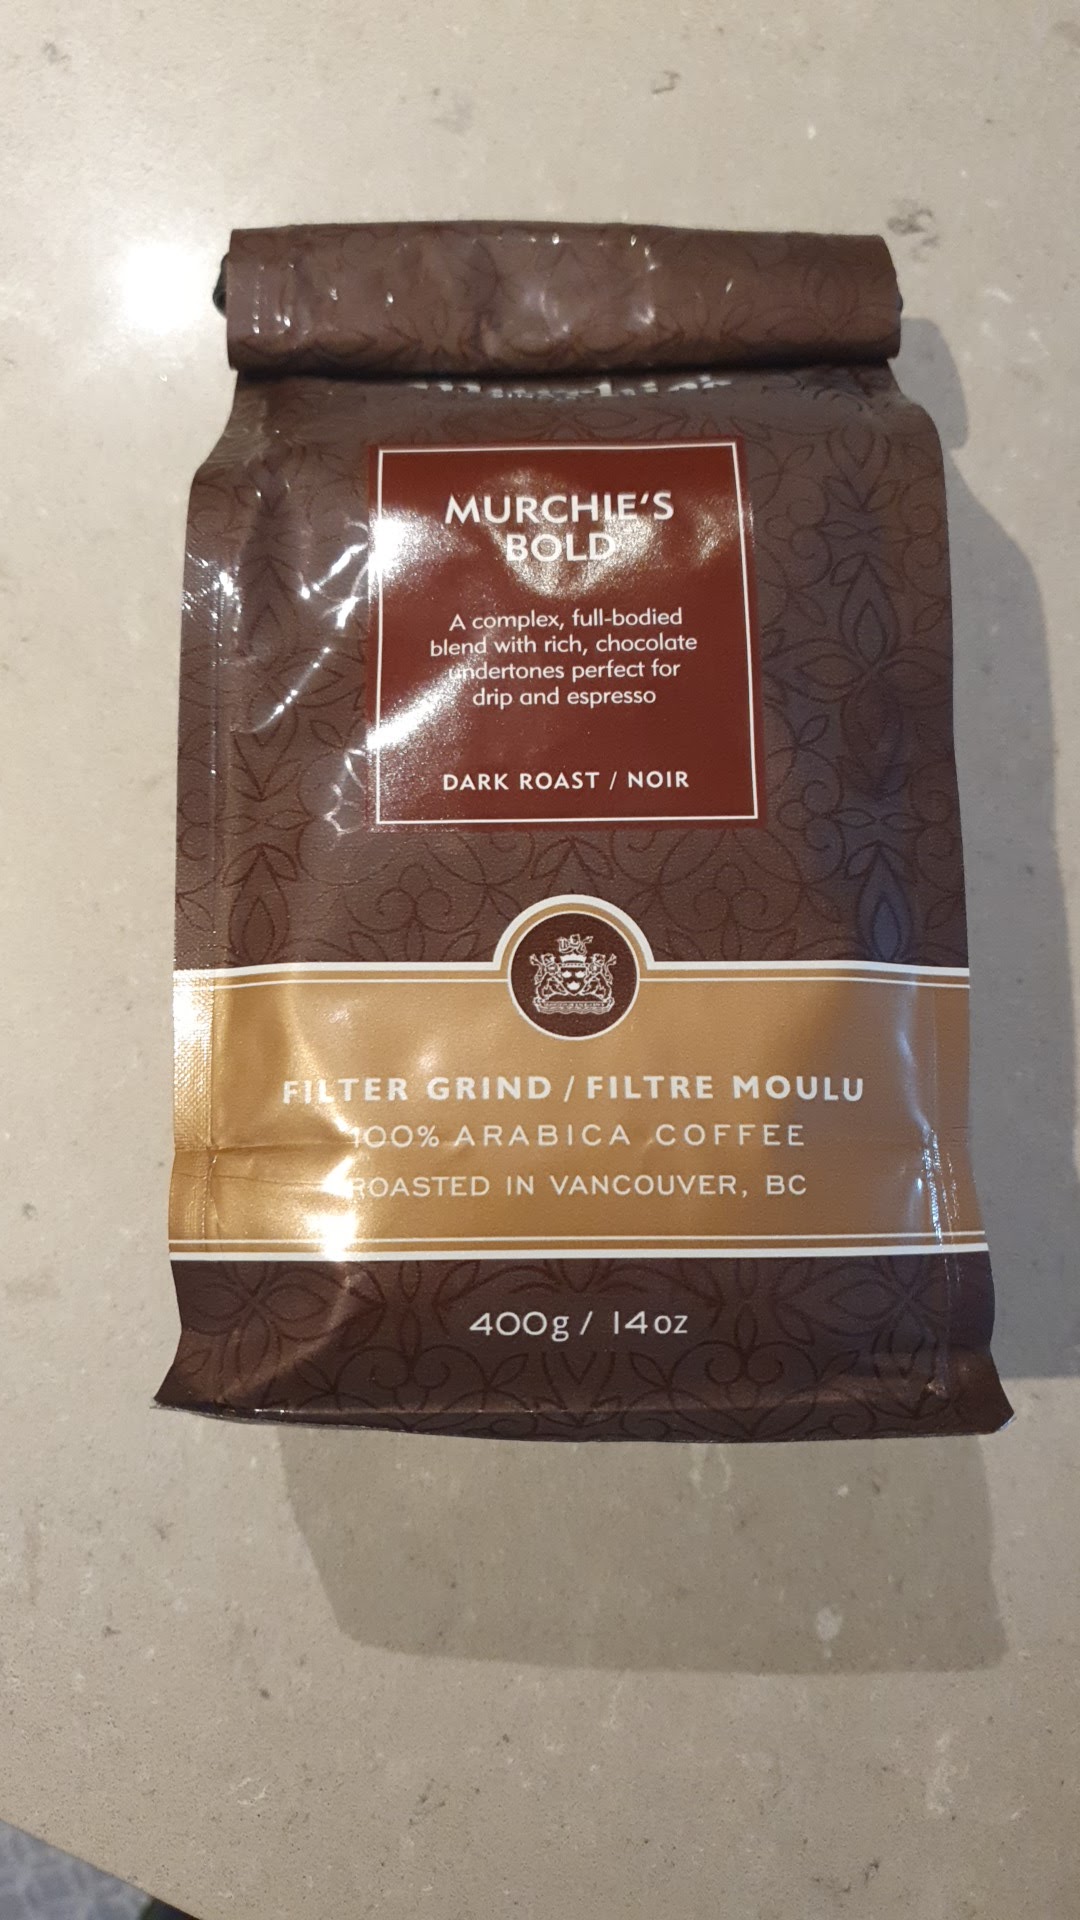 MURCHIE'S
BOLD
A complex, full-bodied
blend with rich, chocolate
undertones perfect for
drip and espresso
DARK ROAST / NOIR
FILTER GRIND / FILTRE MOULU
100% ARABICA COFFEE
ROASTED IN VANCOUVER, BC
400g / 14oz